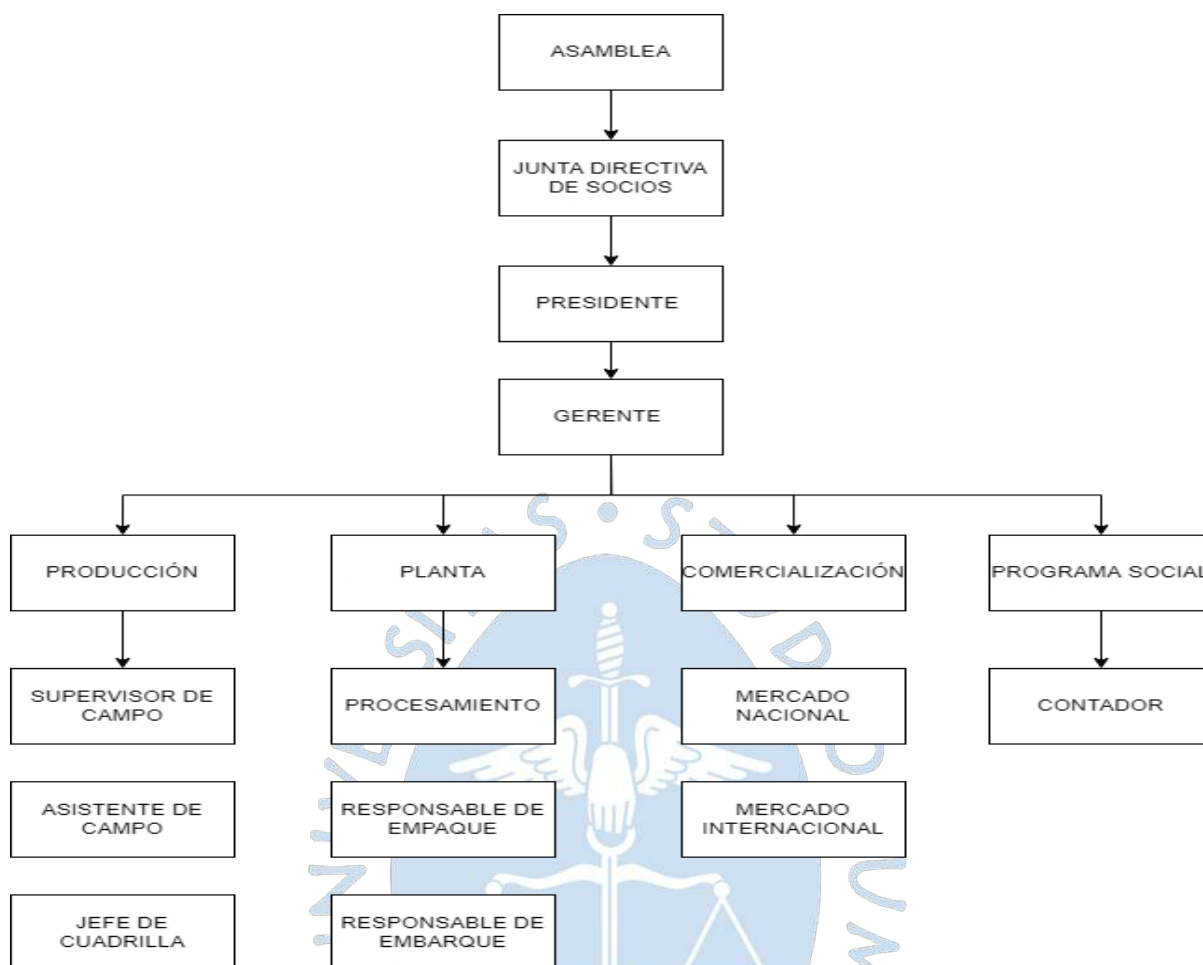 ASAMBLEA
JUNTA DIRECTIVA
DE SOCIOS
PRESIDENTE
GERENTE
PRODUCCIÓN
PLANTA
COMERCIALIZACIÓN
PROGRAMA SOCIAL
SUPERVISOR DE
CAMPO
PROCESAMIENTO
MERCADO
NACIONAL
CONTADOR
ASISTENTE DE
CAMPO
RESPONSABLE DE
EMPAQUE
MERCADO
INTERNACIONAL
JEFE DE
CUADRILLA
RESPONSABLE DE
EMBARQUE